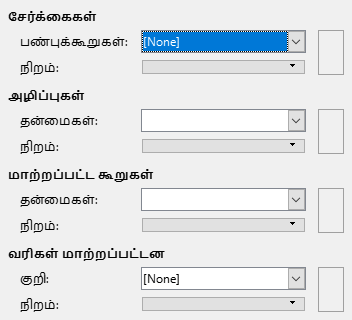 சேர்க்கைகள்
பண்புக்கூறுகள்: [None]
நிறம்:
அழிப்புகள்
தன்மைகள்:
நிறம்:
மாற்றப்பட்ட கூறுகள்
தன்மைகள்:
நிறம்:
வரிகள் மாற்றப்பட்டன
குறி: [None]
நிறம்: